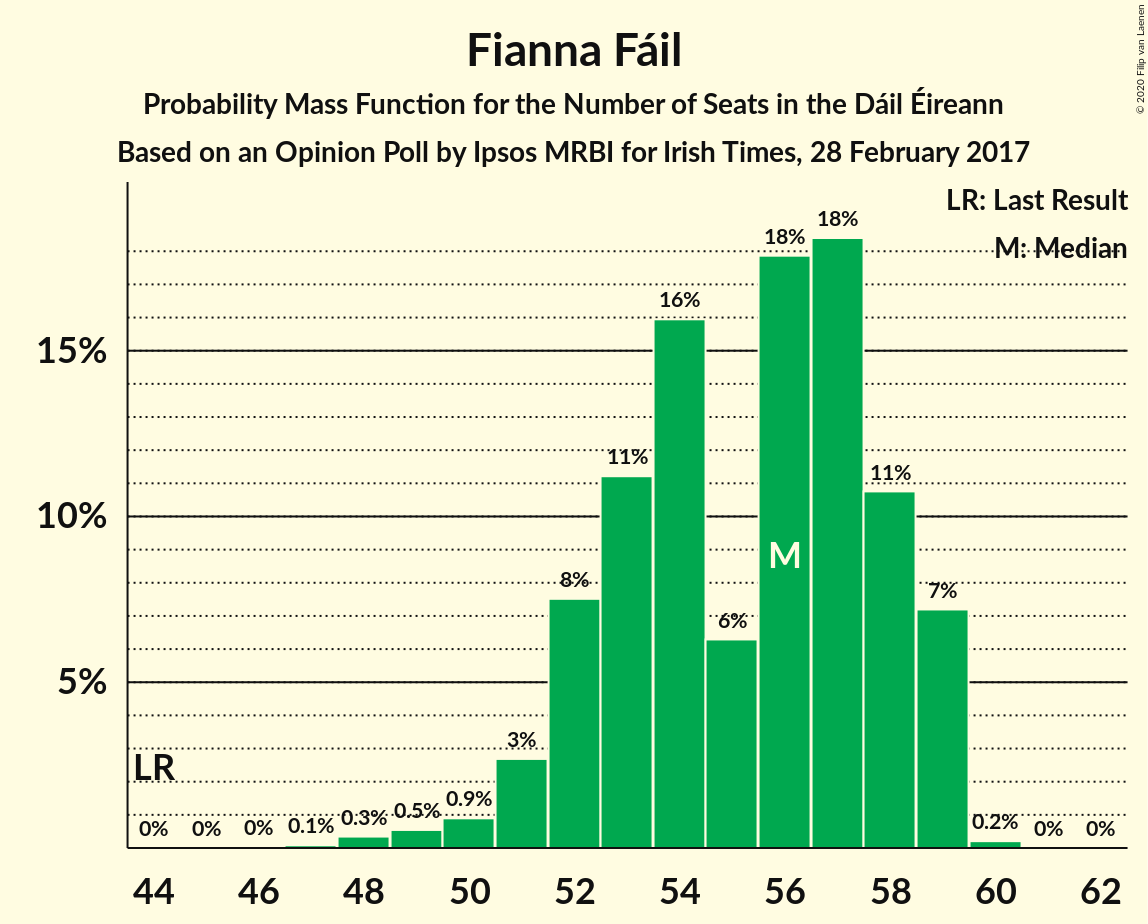 Fianna Fáil
Probability Mass Function for the Number of Seats in the Dáil Éireann
Based on an Opinion Poll by Ipsos MRBI for Irish Times, 28 February 2017
© 2020 Filip van Laenen
LR: Last Result
M: Median
15%
10%
5%
LR
0%
0%
0%
0.1%
0.3%
0.5%
0.9%
3%
8%
11%
16%
6%
18%
M
18%
11%
7%
0.2%
0%
0%
44 46 48 50 52 54 56 58 60 62